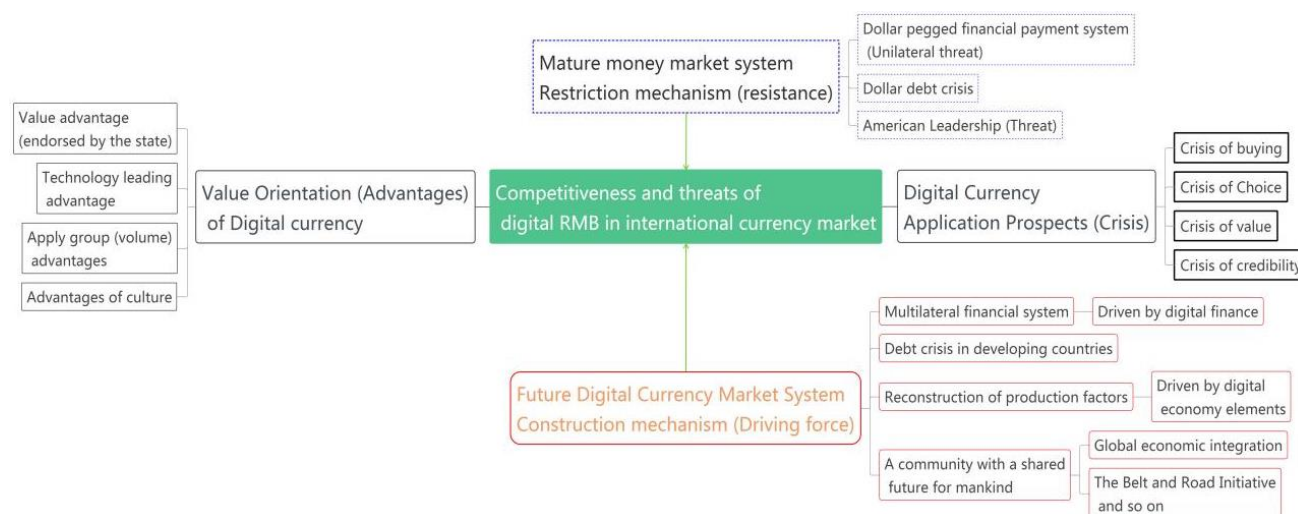 Dollar pegged financial payment system
(Unilateral threat)
Mature money market system
Restriction mechanism (resistance)
Dollar debt crisis
American Leadership (Threat)
Value advantage
(endorsed by the state)
Technology leading
advantage
Apply group (volume)
advantages
Advantages of culture
Value Orientation (Advantages)
of Digital currency
Competitiveness and threats of
digital RMB in international currency market
Digital Currency
Application Prospects (Crisis)
Crisis of buying
Crisis of Choice
Crisis of value
Crisis of credibility
Future Digital Currency Market System
Construction mechanism (Driving force)
Multilateral financial system
Driven by digital finance
Debt crisis in developing countries
Reconstruction of production factors
Driven by digital
economy elements
A community with a shared
future for mankind
Global economic integration
The Belt and Road Initiative
and so on